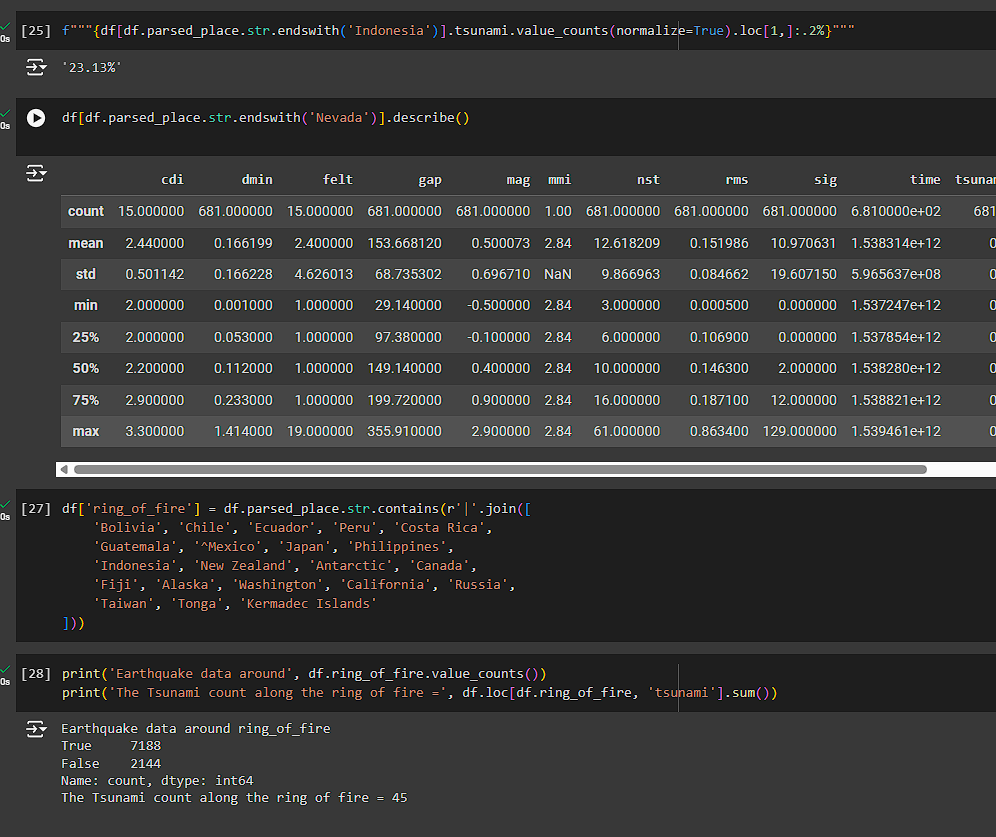 [25] f"""{df[df.parsed_place.str.endswith('Indonesia')].tsunami.value_counts(normalize=True).loc[1,]:.2%}"""
0s
'23.13%'
df[df.parsed_place.str.endswith('Nevada')].describe()
0s
cdi dmin felt gap mag mmi nst rms sig time tsunam
count 15.000000 681.000000 15.000000 681.000000 681.000000 1.00 681.000000 681.000000 681.000000 6.810000e+02 681
mean 2.440000 0.166199 2.400000 153.668120 0.500073 2.84 12.618209 0.151986 10.970631 1.538314e+12 0
std 0.501142 0.166228 4.626013 68.735302 0.696710 NaN 9.866963 0.084662 19.607150 5.965637e+08 0
min 2.000000 0.001000 1.000000 29.140000 -0.500000 2.84 3.000000 0.000500 0.000000 1.537247e+12 0
25% 2.000000 0.053000 1.000000 97.380000 -0.100000 2.84 6.000000 0.106900 0.000000 1.537854e+12 0
50% 2.200000 0.112000 1.000000 149.140000 0.400000 2.84 10.000000 0.146300 2.000000 1.538280e+12 0
75% 2.900000 0.233000 1.000000 199.720000 0.900000 2.84 16.000000 0.187100 12.000000 1.538821e+12 0
max 3.300000 1.414000 19.000000 355.910000 2.900000 2.84 61.000000 0.863400 129.000000 1.539461e+12 0
[27] df['ring_of_fire'] = df.parsed_place.str.contains(r'|'.join([
0s
'Bolivia', 'Chile', 'Ecuador', 'Peru', 'Costa Rica',
'Guatemala', '^Mexico', 'Japan', 'Philippines',
'Indonesia', 'New Zealand', 'Antarctic', 'Canada',
'Fiji', 'Alaska', 'Washington', 'California', 'Russia',
'Taiwan', 'Tonga', 'Kermadec Islands'
]))
[28] print('Earthquake data around', df.ring_of_fire.value_counts())
0s
print('The Tsunami count along the ring of fire =', df.loc[df.ring_of_fire, 'tsunami'].sum())
Earthquake data around ring_of_fire
True 7188
False 2144
Name: count, dtype: int64
The Tsunami count along the ring of fire = 45